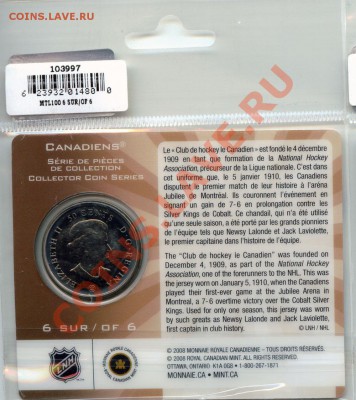 COINS.LAVE.RU
103997
6 23932 01480 0
MTL100 6 SUR/OF 6
CANADIENS®
SÉRIE DE PIÈCES
DE COLLECTION
COLLECTOR COIN SERIES
ELIZABETH II D·G·REGINA
6 SUR/OF 6
NHL
Le « Club de hockey le Canadien » est fondé le 4 décembre
1909 en tant que formation de la National Hockey
Association, précurseur de la Ligue nationale. C'est dans
cet uniforme que, le 5 janvier 1910, les Canadiens
disputent le premier match de leur histoire à l'aréna
Jubilee de Montréal. Ils couronnent l'événement en
signant un gain de 7-6 en prolongation contre les
Silver Kings de Cobalt. Ce chandail, qui n'a été utilisé
qu'une seule saison, a été porté par les grands pionniers
de l'équipe tels que Newsy Lalonde et Jack Laviolette,
le premier capitaine dans l'histoire de l'équipe.
The "Club de hockey le Canadien" was founded on
December 4, 1909, as part of the National Hockey
Association, one of the forerunners to the NHL. This was
the jersey worn on January 5, 1910, when the Canadiens
played their first-ever game at the Jubilee Arena in
Montreal, a 7-6 overtime victory over the Cobalt Silver
Kings. Used for only one season, this jersey was worn by
such greats as Newsy Lalonde and Jack Laviolette, the
first captain in club history.
© LNH / NHL
© 2008 MONNAIE ROYALE CANADIENNE – TOUS DROITS RÉSERVÉS.
© 2008 ROYAL CANADIAN MINT. ALL RIGHTS RESERVED.
OTTAWA, ONTARIO K1A 0G8 • 1-800-267-1871
MONNAIE.CA • MINT.CA